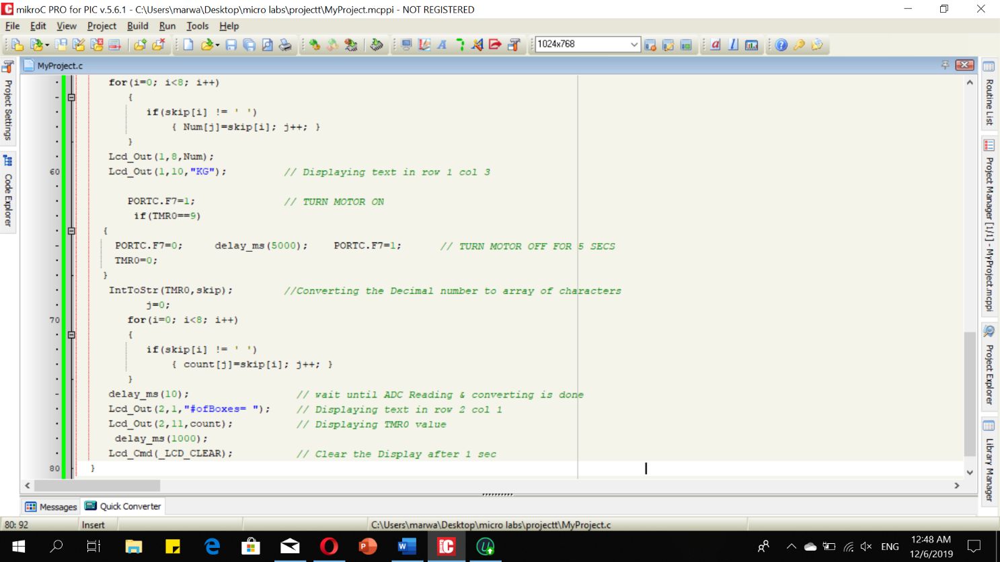 mikroC PRO for PIC v.5.6.1 - C:\Users\marwa\Desktop\micro labs\projectt\MyProject.mcppi - NOT REGISTERED
File Edit View Project Build Run Tools Help
1024x768
MyProject.c
Project Settings
Code Explorer
for(i=0; i<8; i++)
{
if(skip[i] != ' ')
{ Num[j]=skip[i]; j++; }
}
Lcd_Out(1,8,Num);
60 Lcd_Out(1,10,"KG"); // Displaying text in row 1 col 3
PORTC.F7=1; // TURN MOTOR ON
if(TMR0==9)
{
PORTC.F7=0; delay_ms(5000); PORTC.F7=1; // TURN MOTOR OFF FOR 5 SECS
TMR0=0;
}
IntToStr(TMR0,skip); //Converting the Decimal number to array of characters
j=0;
70 for(i=0; i<8; i++)
{
if(skip[i] != ' ')
{ count[j]=skip[i]; j++; }
}
delay_ms(10); // wait until ADC Reading & converting is done
Lcd_Out(2,1,"#ofBoxes= "); // Displaying text in row 2 col 1
Lcd_Out(2,11,count); // Displaying TMR0 value
delay_ms(1000);
Lcd_Cmd(_LCD_CLEAR); // Clear the Display after 1 sec
80 }
Routine List
Project Manager [1/1] - MyProject.mcppi
Project Explorer
Library Manager
Messages Quick Converter
80: 92 Insert C:\Users\marwa\Desktop\micro labs\projectt\MyProject.c
ENG
12:48 AM
12/6/2019